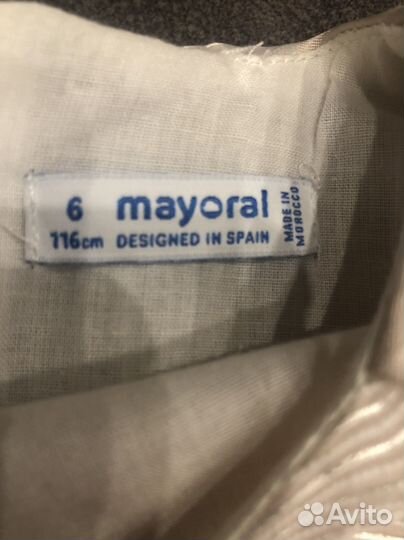 6 mayoral
116cm DESIGNED IN SPAIN
MADE IN
MOROCCO
Avito